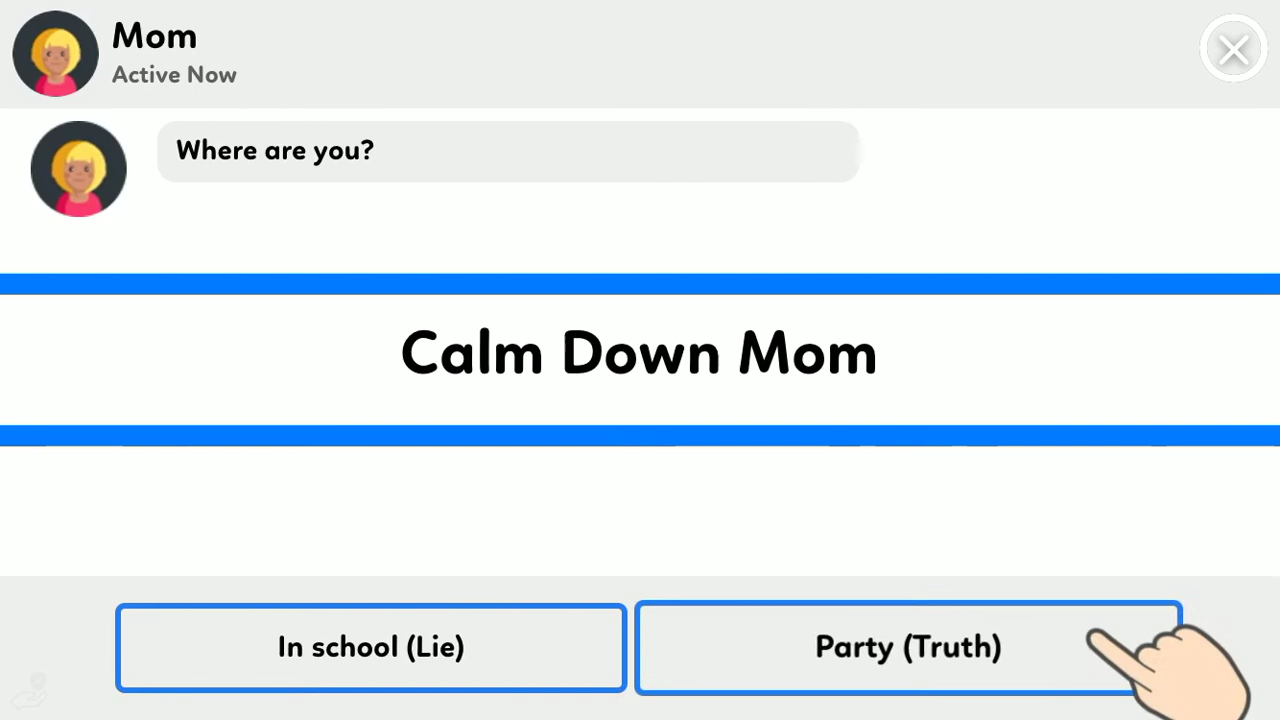 Mom
Active Now
Where are you?
Calm Down Mom
In school (Lie)
Party (Truth)